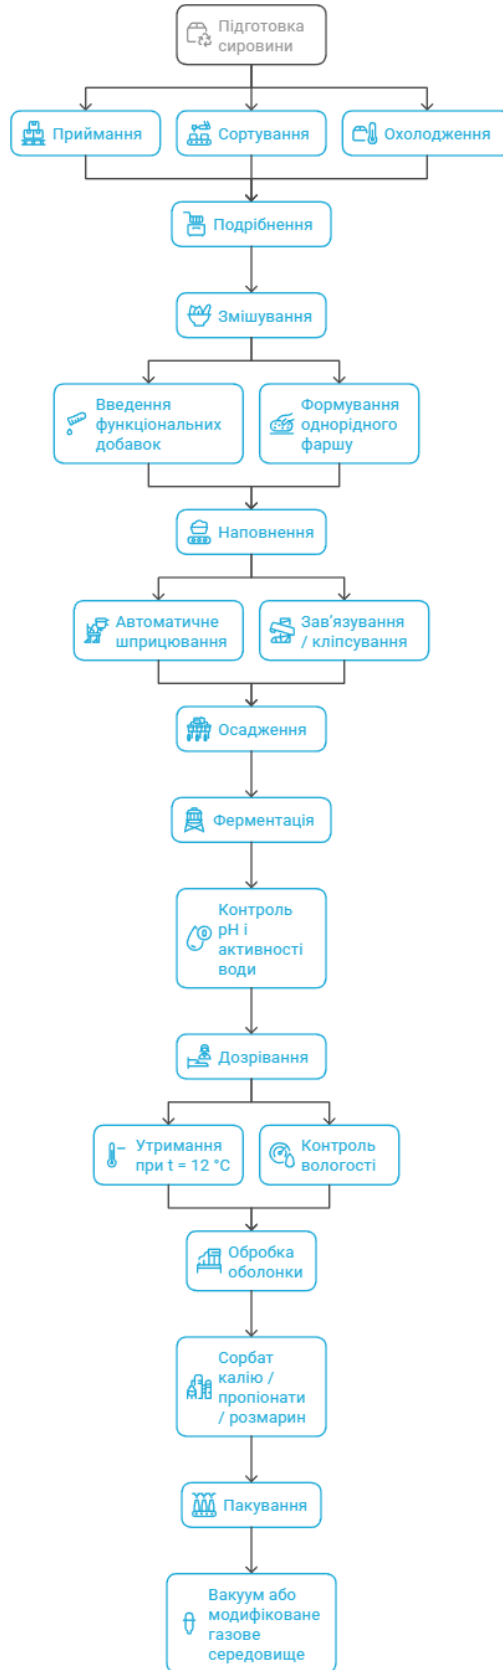 Підготовка
сировини
Приймання
Сортування
Охолодження
Подрібнення
Змішування
Введення
функціональних
добавок
Формування
однорідного
фаршу
Наповнення
Автоматичне
шприцювання
Зав'язування
/ кліпсування
Осадження
Ферментація
Контроль
pH і
активності
води
Дозрівання
Утримання
при t = 12 °C
Контроль
вологості
Обробка
оболонки
Сорбат
калію /
пропіонати
/ розмарин
Пакування
Вакуум або
модифіковане
газове
середовище